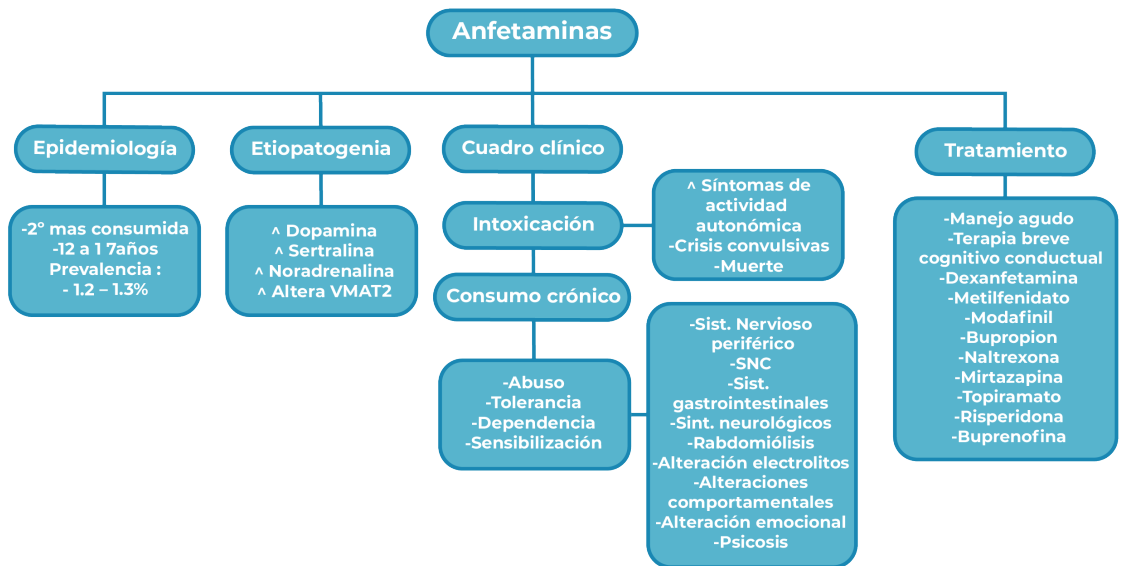 Anfetaminas
Epidemiología
-2º mas consumida
-12 a 1 7años
Prevalencia :
- 1.2 – 1.3%
Etiopatogenia
^ Dopamina
^ Sertralina
^ Noradrenalina
^ Altera VMAT2
Cuadro clínico
Intoxicación
^ Síntomas de
actividad
autonómica
-Crisis convulsivas
-Muerte
Consumo crónico
-Abuso
-Tolerancia
-Dependencia
-Sensibilización
-Sist. Nervioso
periférico
-SNC
-Sist.
gastrointestinales
-Sint. neurológicos
-Rabdomiólisis
-Alteración electrolitos
-Alteraciones
comportamentales
-Alteración emocional
-Psicosis
Tratamiento
-Manejo agudo
-Terapia breve
cognitivo conductual
-Dexanfetamina
-Metilfenidato
-Modafinil
-Bupropion
-Naltrexona
-Mirtazapina
-Topiramato
-Risperidona
-Buprenofina